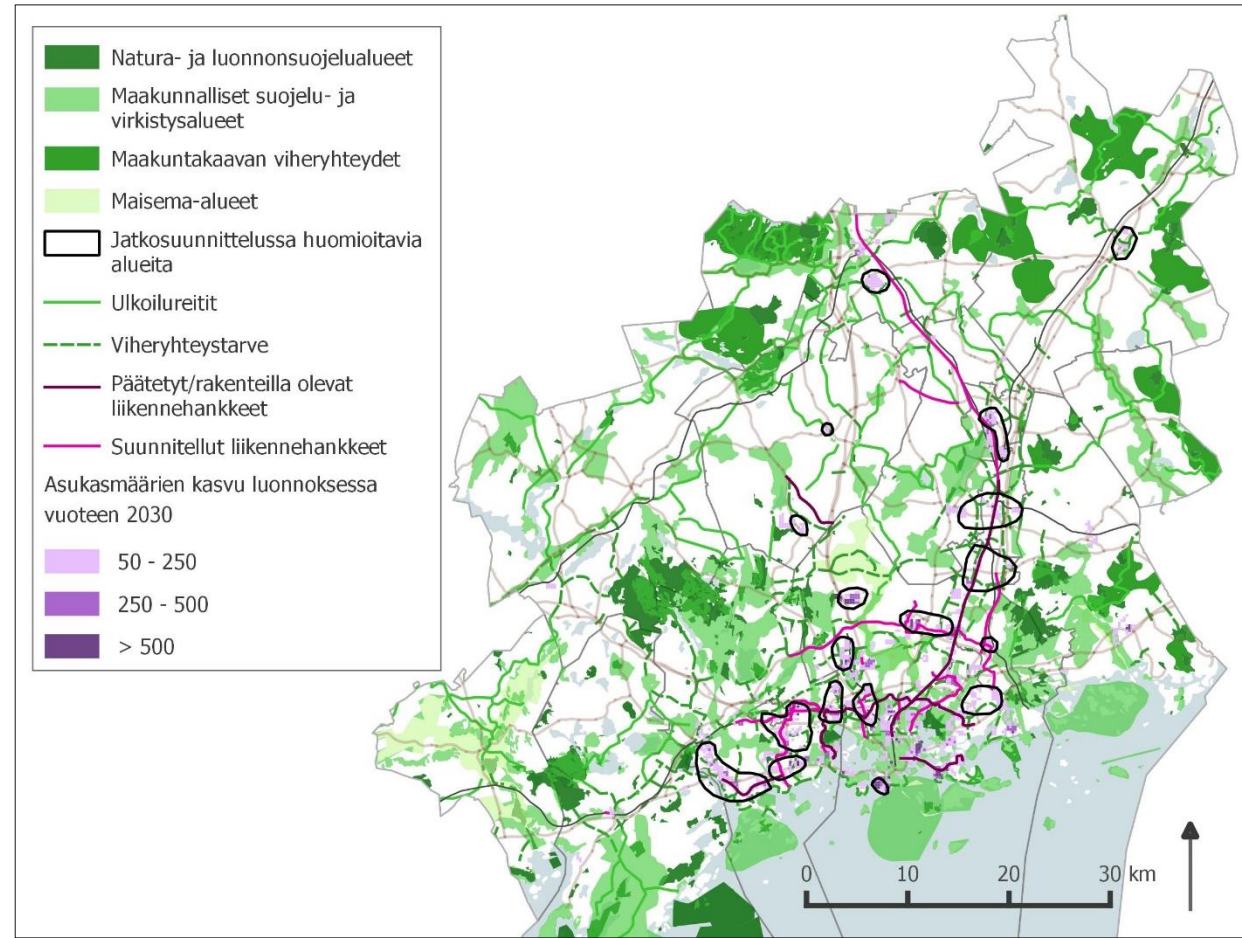 Natura- ja luonnonsuojelualueet
Maakunnalliset suojelu- ja
virkistysalueet
Maakuntakaavan viheryhteydet
Maisema-alueet
Jatkosuunnittelussa huomioitavia
alueita
Ulkoilureitit
Viheryhteystarve
Päätetyt/rakenteilla olevat
liikennehankkeet
Suunnitellut liikennehankkeet
Asukasmäärien kasvu luonnoksessa
vuoteen 2030
50 - 250
250 - 500
> 500
0 10 20 30 km